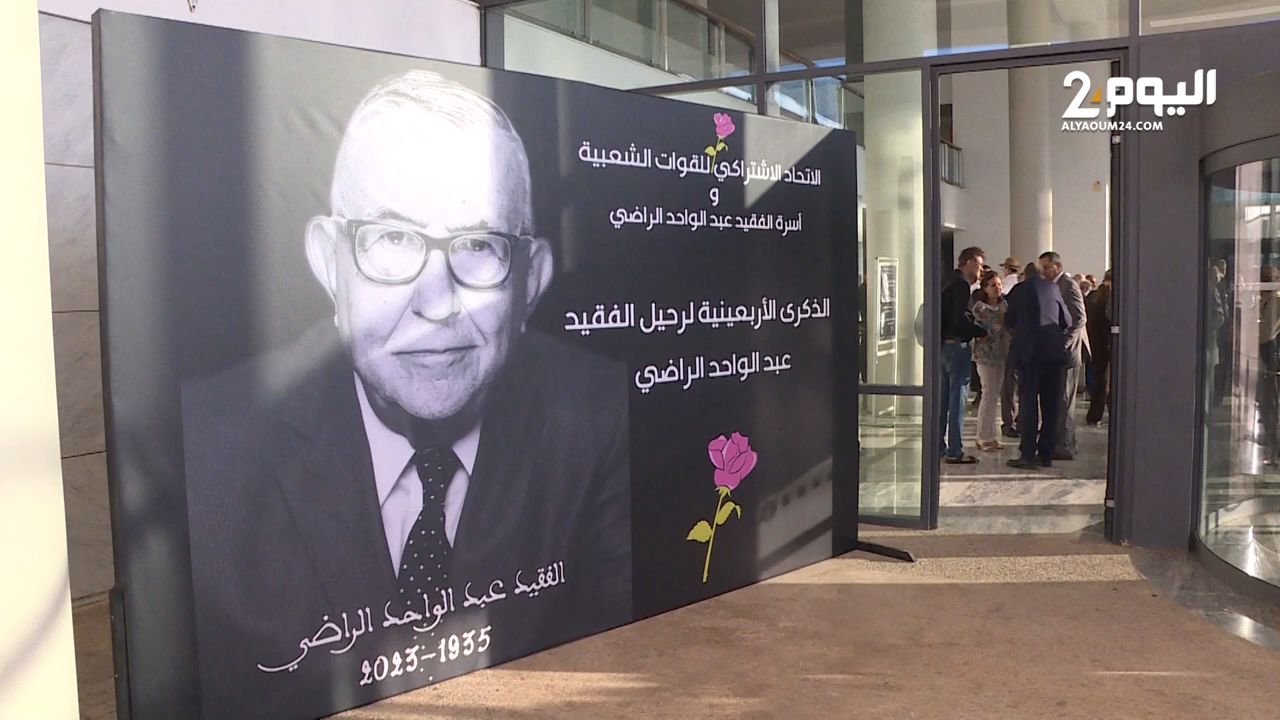 اليوم 24
ALYAOUM24.COM
الاتحاد الاشتراكي للقوات الشعبية
و
أسرة الفقيد عبد الواحد الراضي
الذكرى الأربعينية لرحيل الفقيد
عبد الواحد الراضي
الفقيد عبد الواحد الراضي
2023-1935